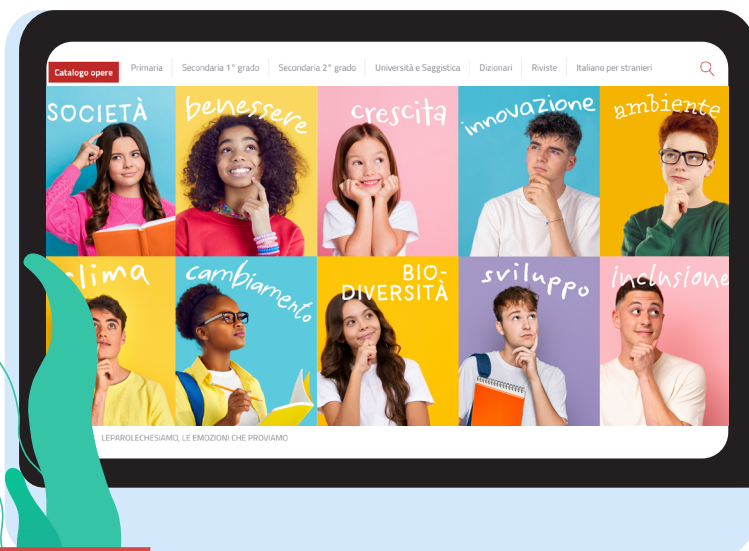 Catalogo opere Primaria Secondaria 1° grado Secondaria 2° grado Università e Saggistica Dizionari Riviste Italiano per stranieri
SOCIETÀ benessere crescita innovazione ambiente
clima cambiamento BIO-
DIVERSITÀ sviluppo inclusione
LEPAROLECHESIAMO, LE EMOZIONI CHE PROVIAMO